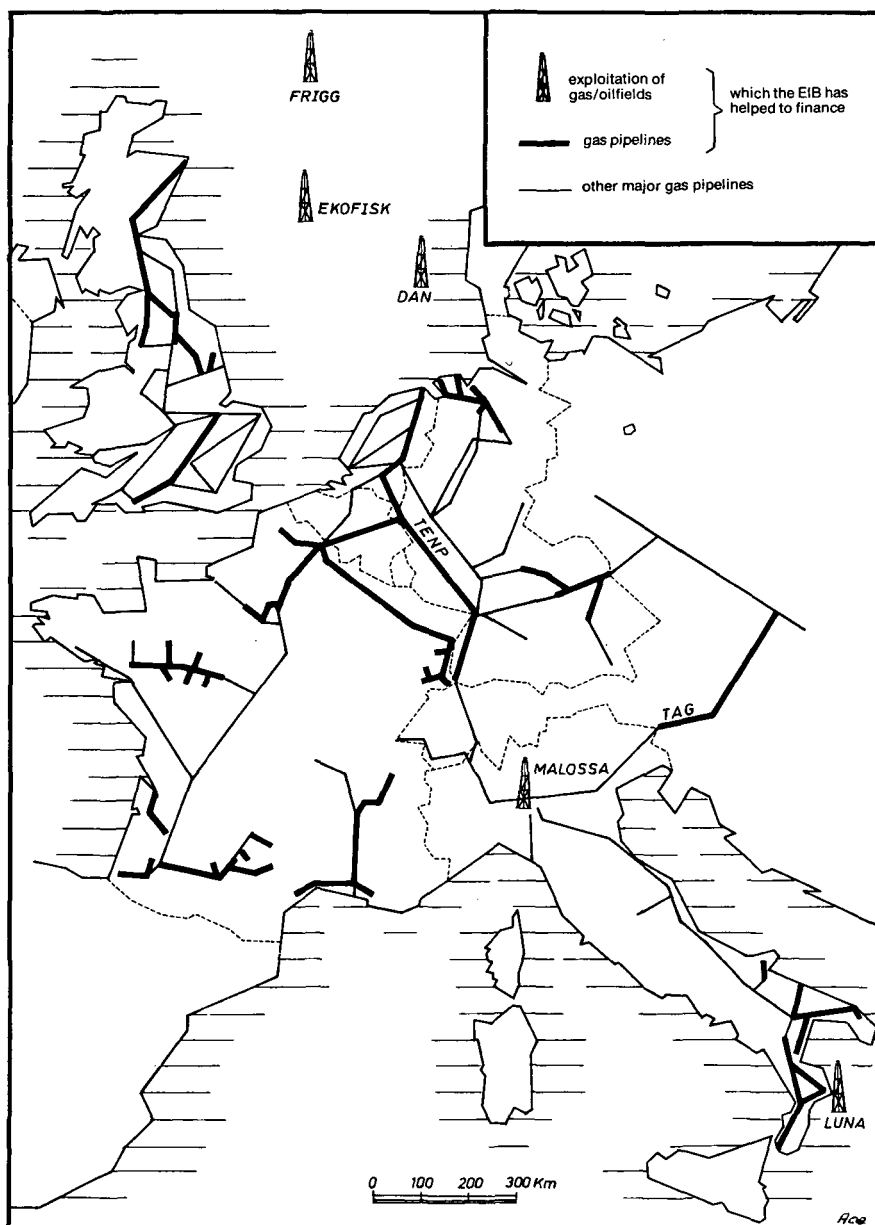 exploitation of
gas/oilfields
which the EIB has
helped to finance
gas pipelines
other major gas pipelines
FRIGG
EKOFISK
DAN
TENP
TAG
MALOSSA
LUNA
0 100 200 300 Km